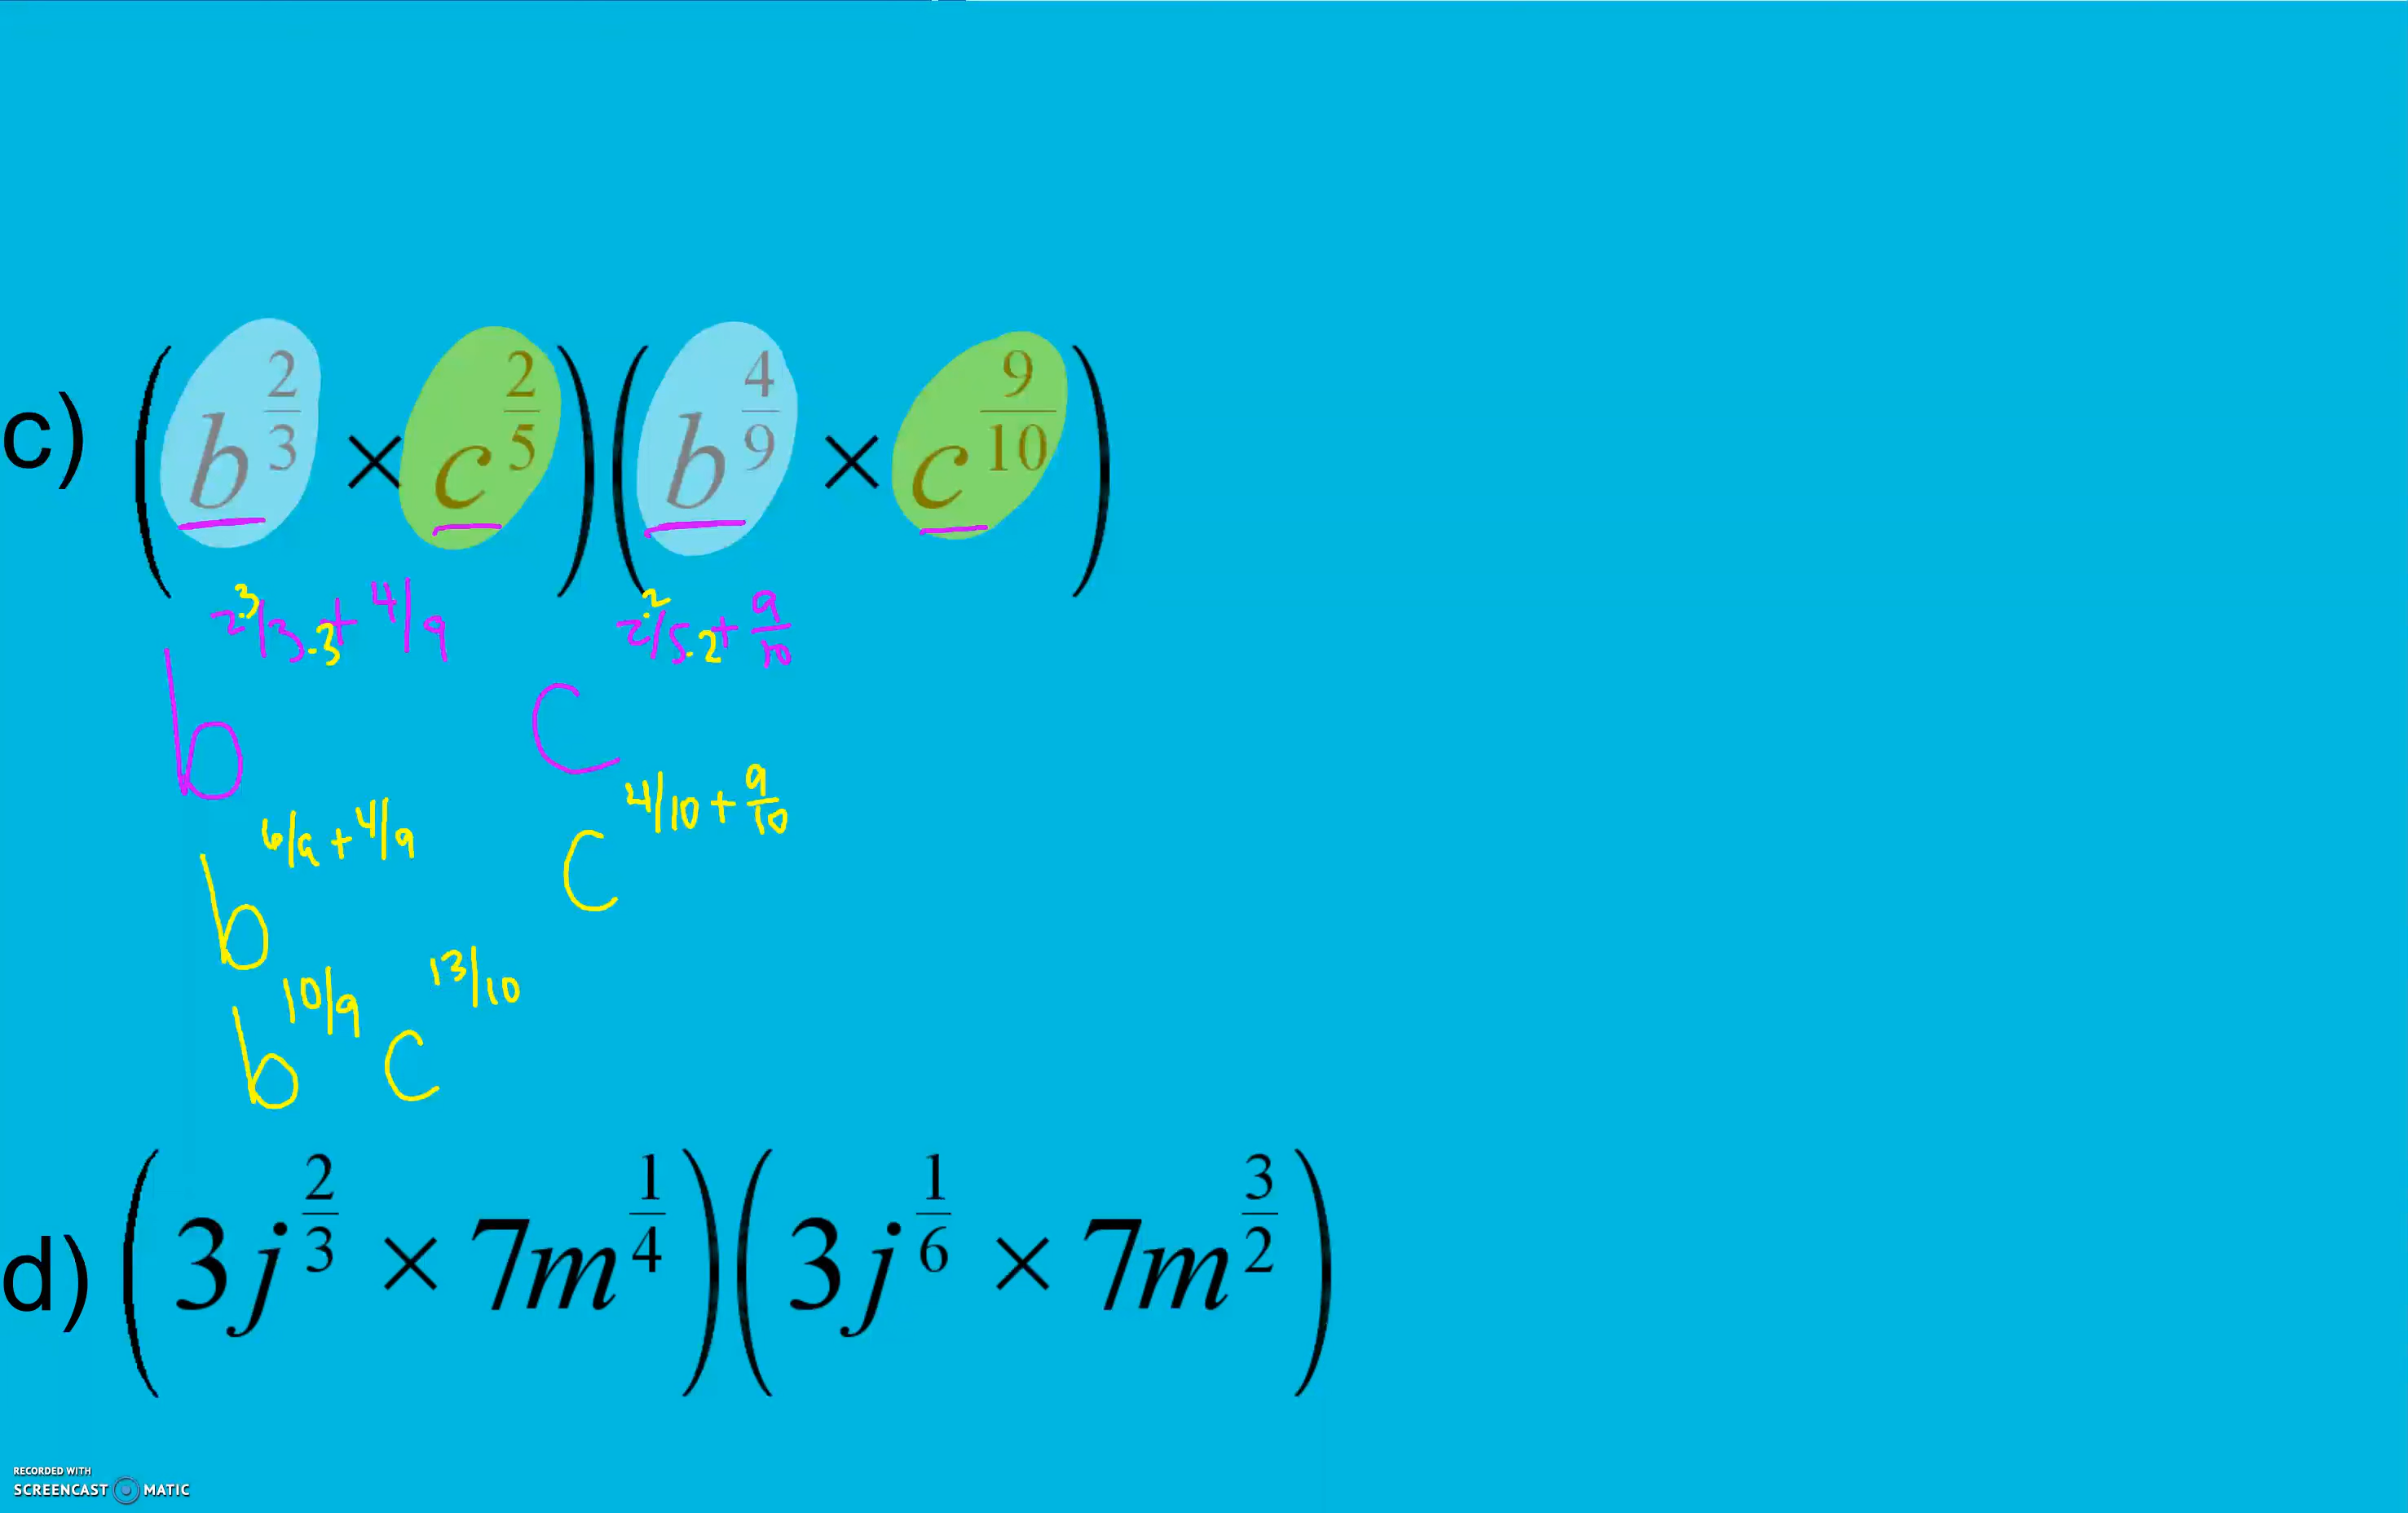 c) (b^{2/3} × c^{2/5}) (b^{4/9} × c^{9/10})
b^{2·3/3·3 + 4/9} c^{2·2/5·2 + 9/10}
b^{6/9 + 4/9} c^{4/10 + 9/10}
b^{10/9} c^{13/10}
d) (3j^{2/3} × 7m^{1/4}) (3j^{1/6} × 7m^{3/2})
RECORDED WITH
SCREENCAST MATIC